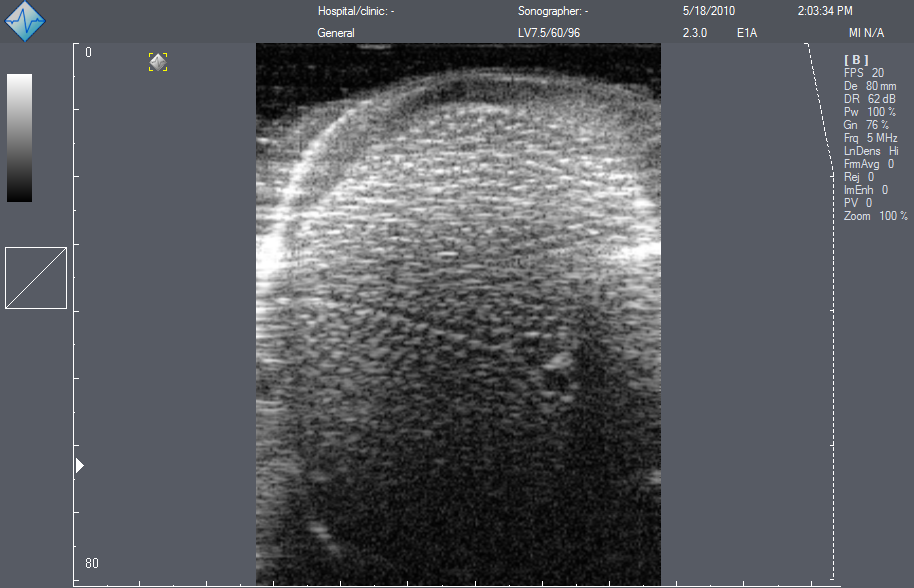 Hospital/clinic: - Sonographer: - 5/18/2010 2:03:34 PM
General LV7.5/60/96 2.3.0 E1A MI N/A
0
[ B ]
FPS 20
De 80 mm
DR 62 dB
Pw 100 %
Gn 76 %
Frq 5 MHz
LnDens Hi
FrmAvg 0
Rej 0
ImEnh 0
PV 0
Zoom 100 %
80